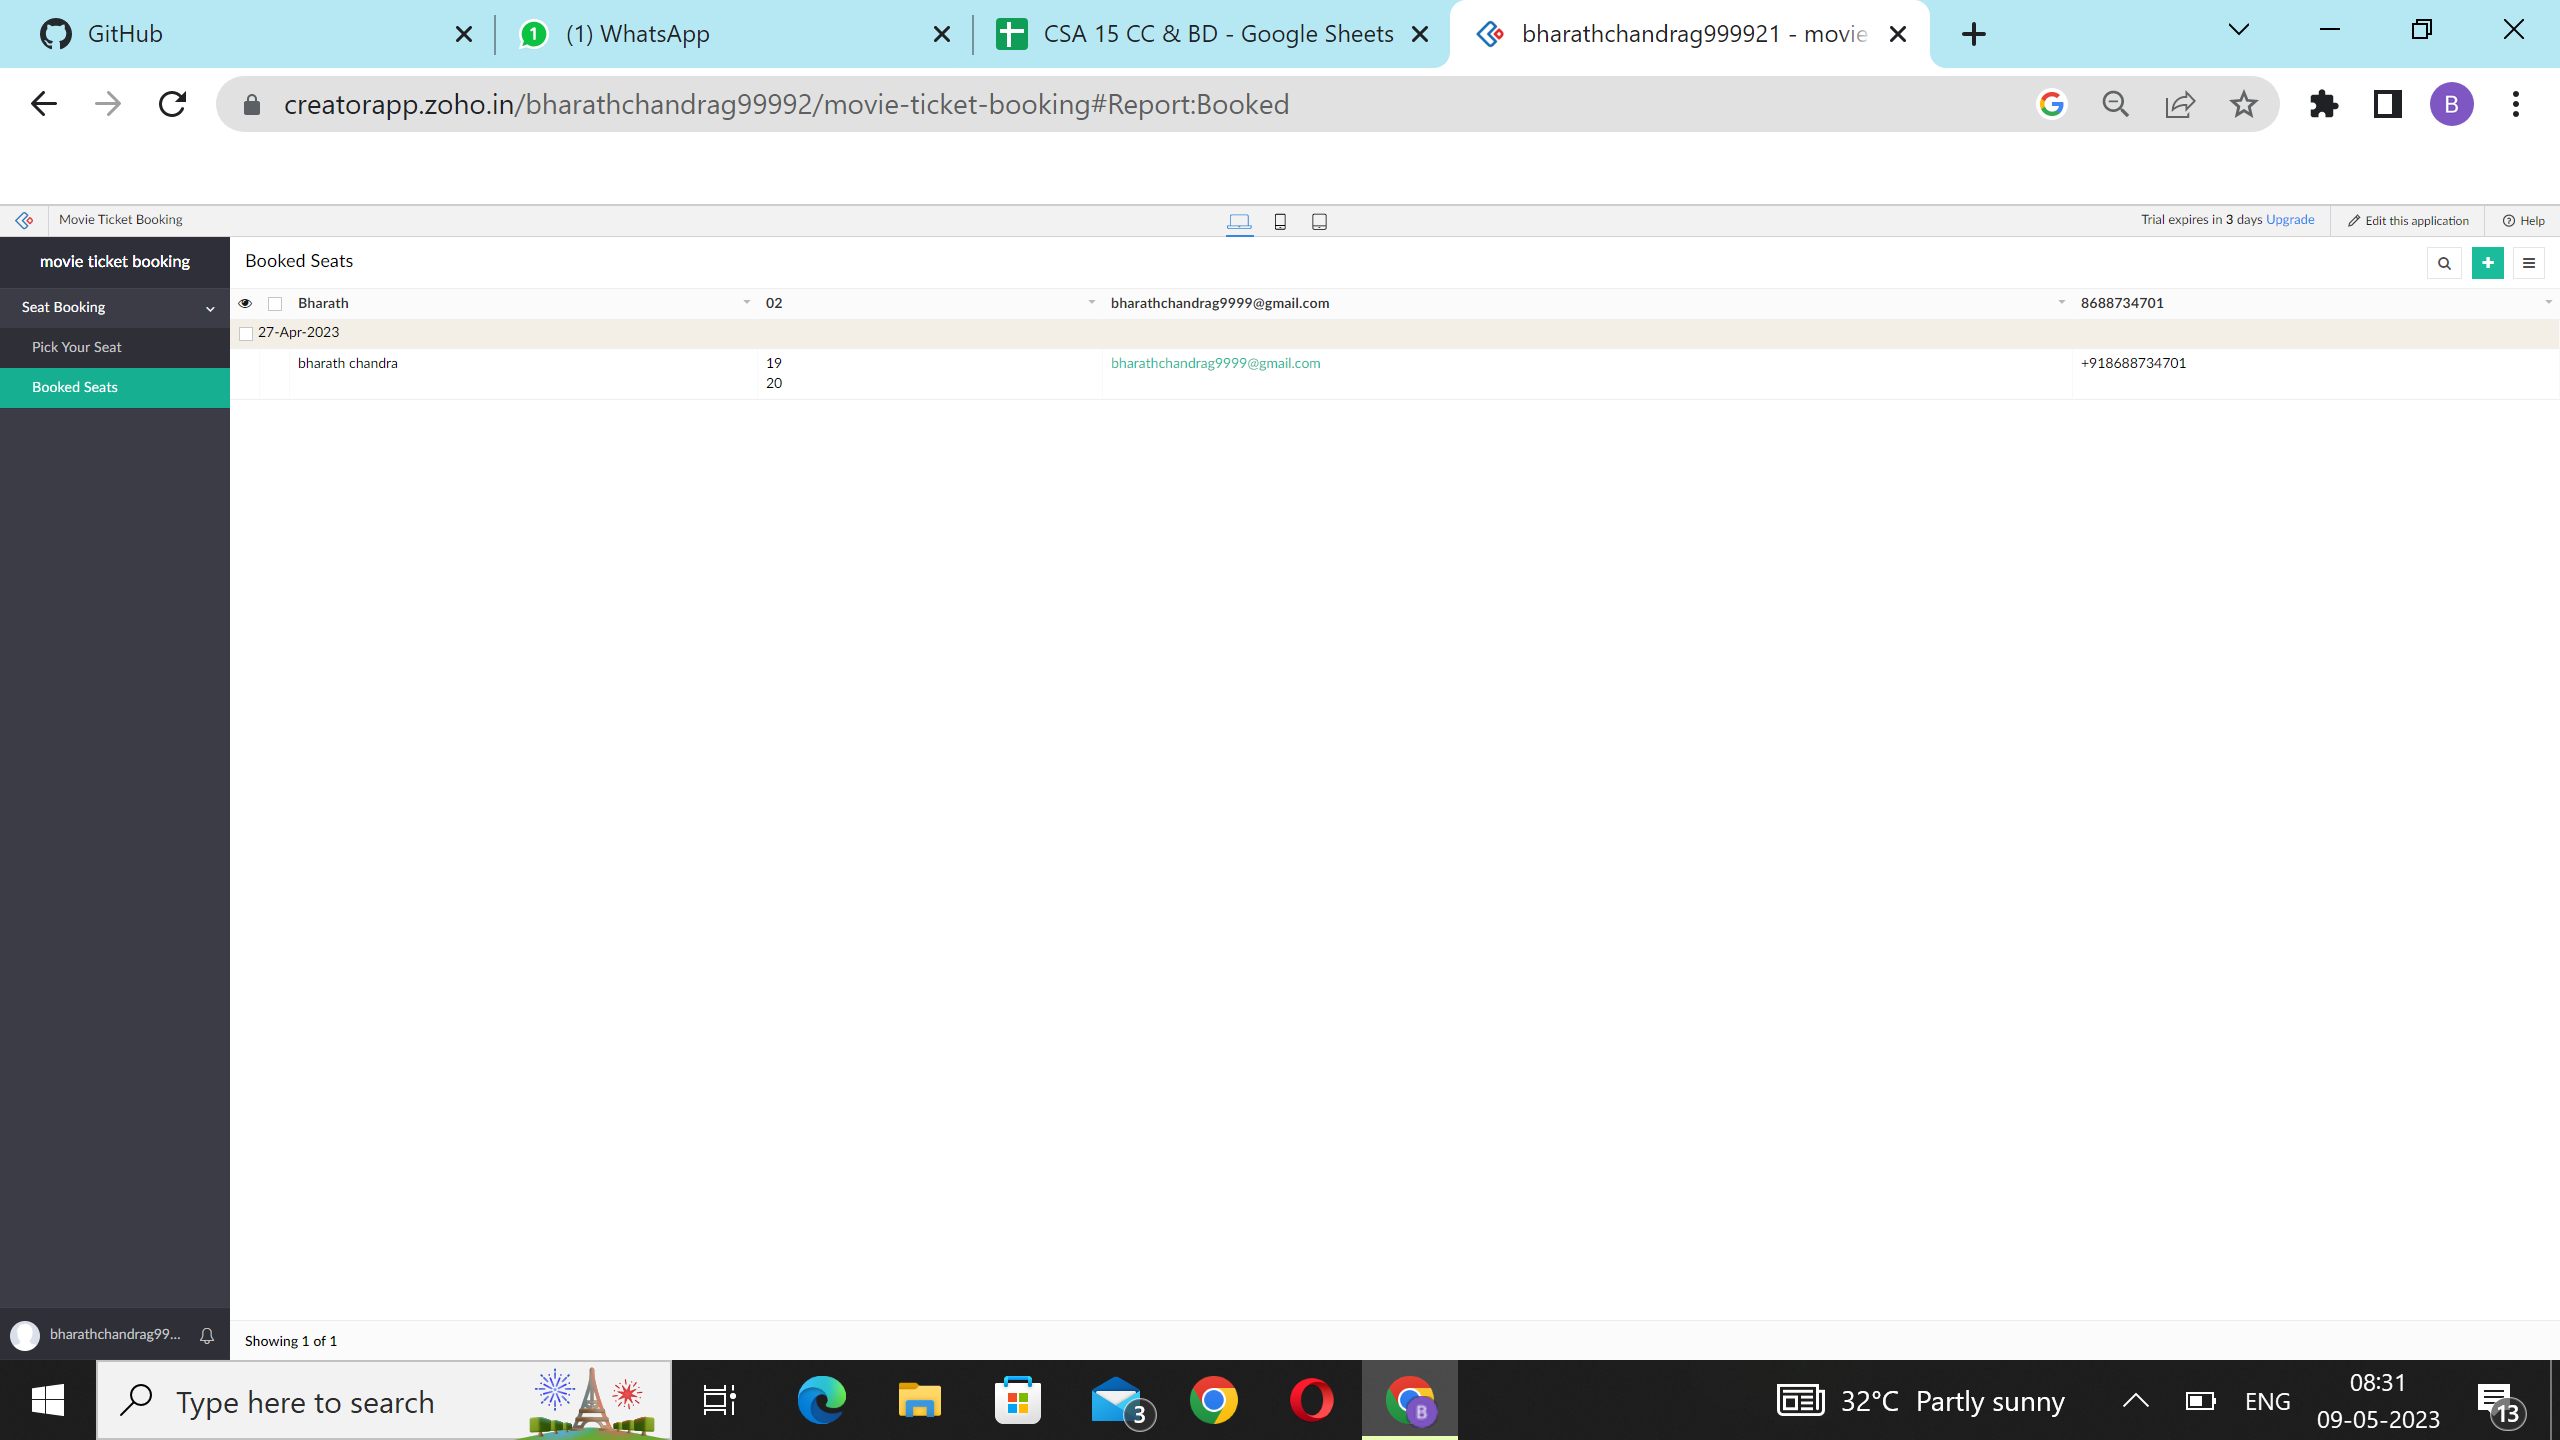 GitHub
1
(1) WhatsApp
CSA 15 CC & BD - Google Sheets
bharathchandrag999921 - movie
creatorapp.zoho.in/bharathchandrag99992/movie-ticket-booking#Report:Booked
B
Movie Ticket Booking
Trial expires in 3 days Upgrade
Edit this application
Help
movie ticket booking
Booked Seats
Seat Booking
Bharath
02
bharathchandrag9999@gmail.com
8688734701
27-Apr-2023
Pick Your Seat
bharath chandra
19
bharathchandrag9999@gmail.com
+918688734701
20
Booked Seats
bharathchandrag99...
Showing 1 of 1
Type here to search
3
B
32°C Partly sunny
ENG
08:31
09-05-2023
13